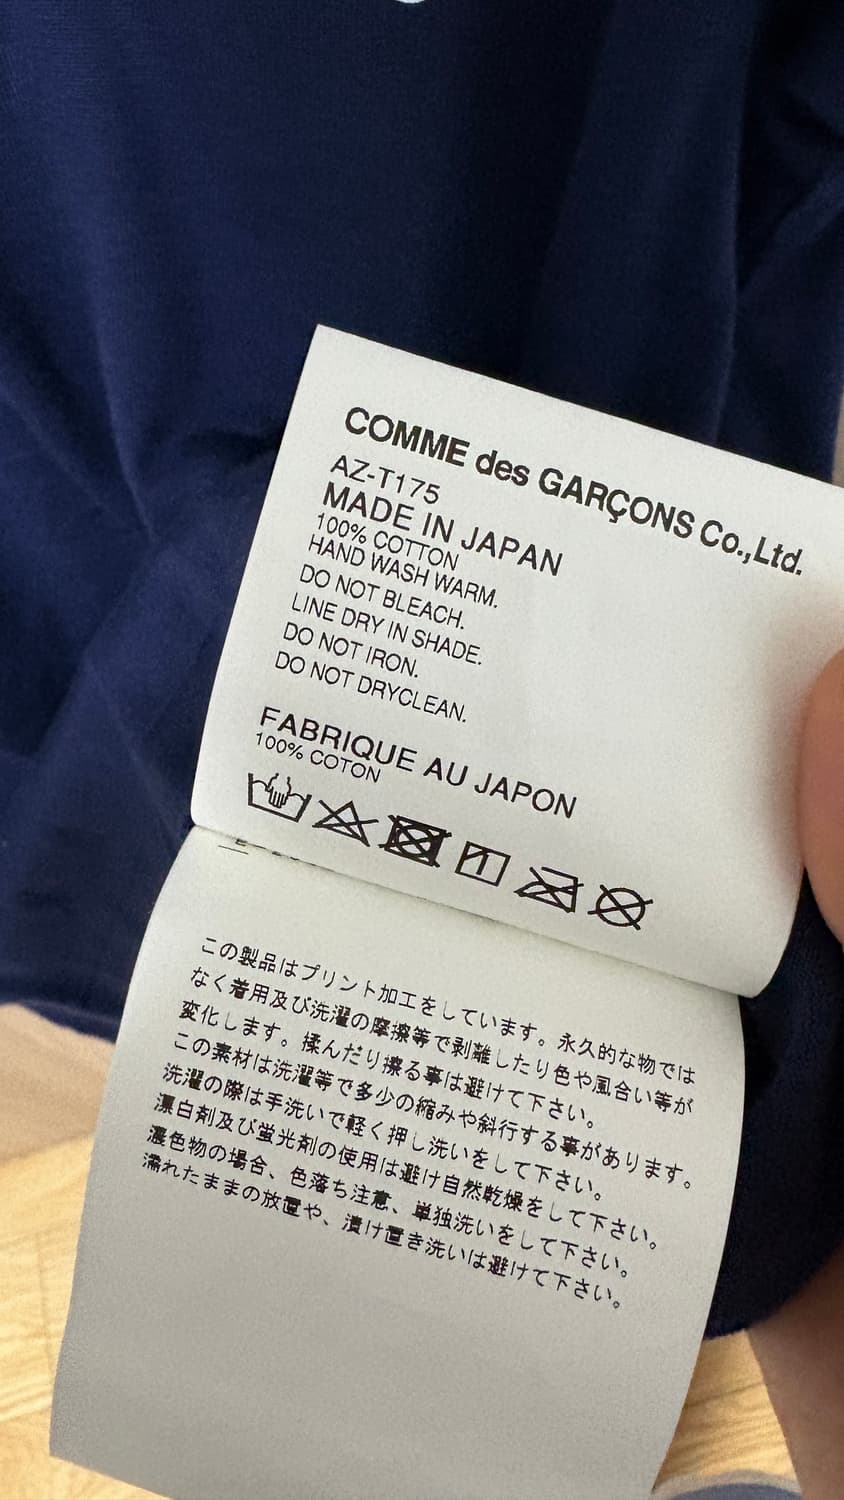 COMME des GARÇONS Co.,Ltd.
AZ-T175
MADE IN JAPAN
100% COTTON
HAND WASH WARM.
DO NOT BLEACH.
LINE DRY IN SHADE.
DO NOT IRON.
DO NOT DRYCLEAN.
FABRIQUE AU JAPON
100% COTON
この製品はプリント加工をしています。永久的な物では
なく着用及び洗濯の摩擦等で剥離したり色や風合い等が
変化します。揉んだり擦る事は避けて下さい。
この素材は洗濯等で多少の縮みや斜行する事があります。
洗濯の際は手洗いで軽く押し洗いをして下さい。
漂白剤及び蛍光剤の使用は避け自然乾燥をして下さい。
濃色物の場合、色落ち注意、単独洗いをして下さい。
濡れたままの放置や、漬け置き洗いは避けて下さい。